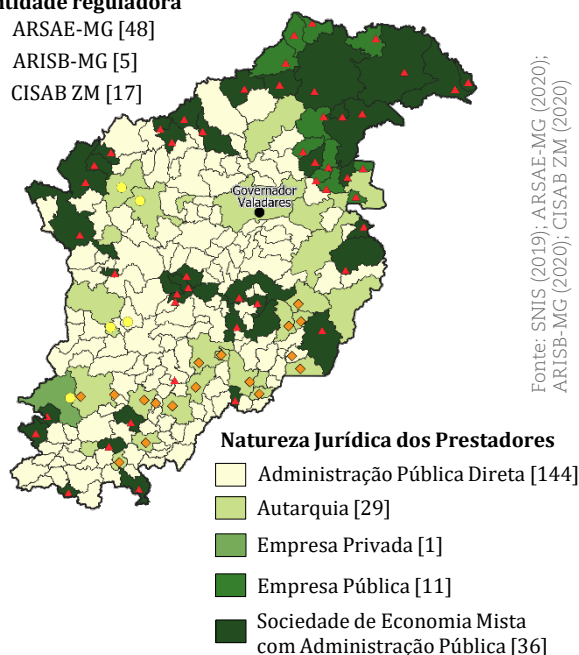 ntidade reguladora
ARSAE-MG [48]
ARISB-MG [5]
CISAB ZM [17]
Governador
Valadares
Fonte: SNIS (2019); ARSAE-MG (2020);
ARISB-MG (2020); CISAB ZM (2020)
Natureza Jurídica dos Prestadores
Administração Pública Direta [144]
Autarquia [29]
Empresa Privada [1]
Empresa Pública [11]
Sociedade de Economia Mista
com Administração Pública [36]